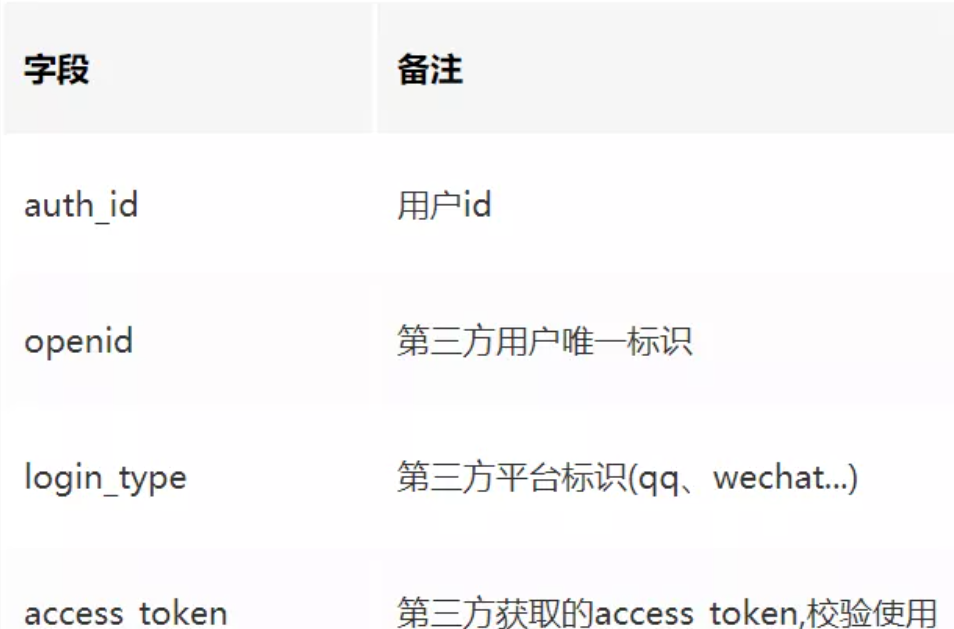 字段 备注
auth_id 用户id
openid 第三方用户唯一标识
login_type 第三方平台标识(qq、wechat...)
access_token 第三方获取的access_token,校验使用